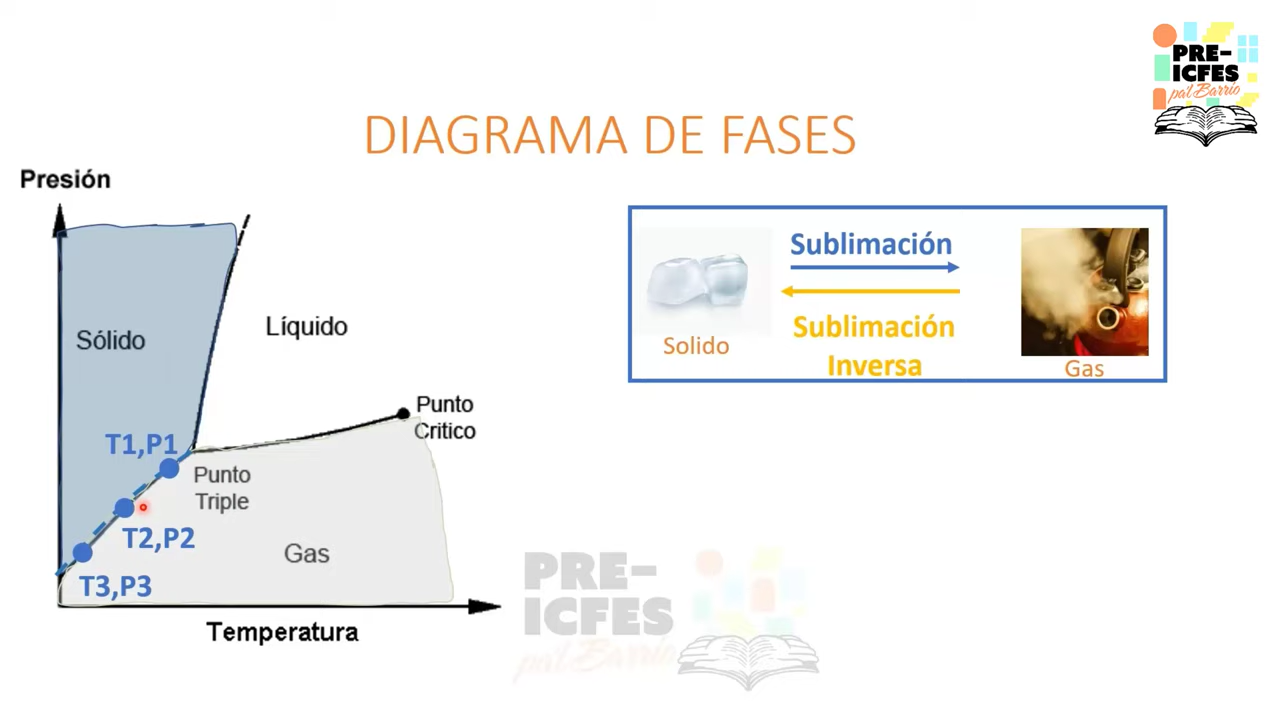 PRE-
ICFES
pa'l Barrio
DIAGRAMA DE FASES
Presión
Sólido
Líquido
Punto
Critico
T1,P1
Punto
Triple
T2,P2
Gas
T3,P3
Temperatura
Sublimación
Sublimación
Inversa
Solido
Gas
PRE-
ICFES
pa'l Barrio